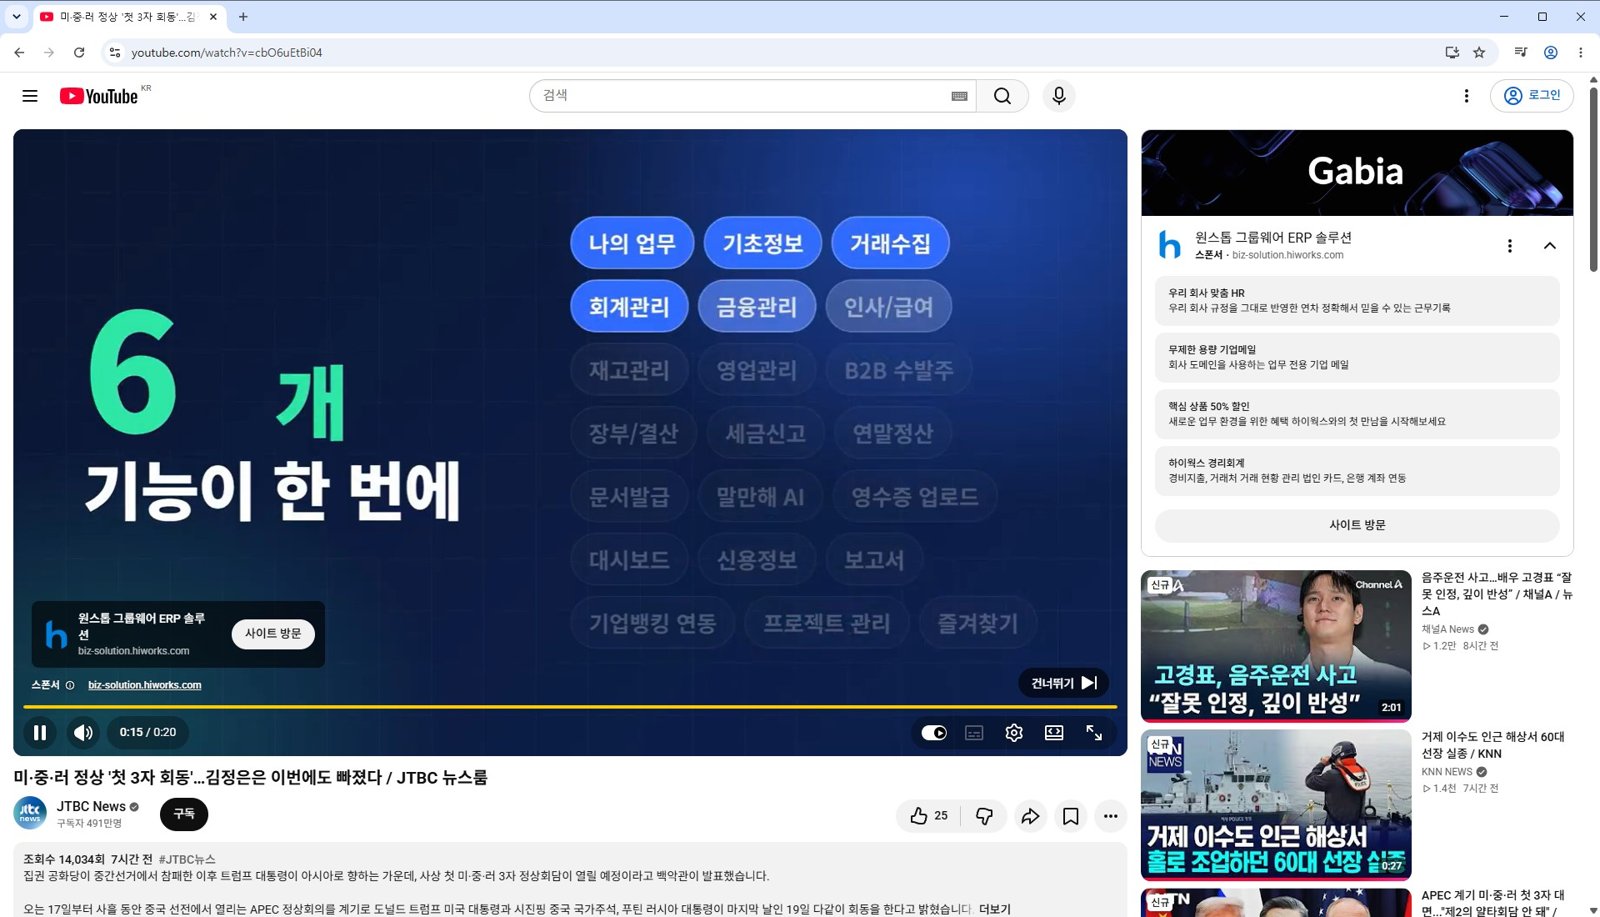 미·중·러 정상 '첫 3자 회동'...김
youtube.com/watch?v=cbO6uEtBi04
YouTube KR
검색
로그인
6 개
기능이 한 번에
나의 업무
기초정보
거래수집
회계관리
금융관리
인사/급여
재고관리
영업관리
B2B 수발주
장부/결산
세금신고
연말정산
문서발급
말만해 AI
영수증 업로드
대시보드
신용정보
보고서
기업뱅킹 연동
프로젝트 관리
즐겨찾기
원스톱 그룹웨어 ERP 솔루
션
biz-solution.hiworks.com
사이트 방문
스폰서
biz-solution.hiworks.com
건너뛰기
0:15 / 0:20
미·중·러 정상 '첫 3자 회동'...김정은은 이번에도 빠졌다 / JTBC 뉴스룸
jtbc
news
JTBC News
구독자 491만명
구독
25
조회수 14,034회 7시간 전 #JTBC뉴스
집권 공화당이 중간선거에서 참패한 이후 트럼프 대통령이 아시아로 향하는 가운데, 사상 첫 미·중·러 3자 정상회담이 열릴 예정이라고 백악관이 발표했습니다.
오는 17일부터 사흘 동안 중국 선전에서 열리는 APEC 정상회의를 계기로 도널드 트럼프 미국 대통령과 시진핑 중국 국가주석, 푸틴 러시아 대통령이 마지막 날인 19일 다같이 회동을 한다고 밝혔습니다. 더보기
Gabia
원스톱 그룹웨어 ERP 솔루션
스폰서 · biz-solution.hiworks.com
우리 회사 맞춤 HR
우리 회사 규정을 그대로 반영한 연차 정확해서 믿을 수 있는 근무기록
무제한 용량 기업메일
회사 도메인을 사용하는 업무 전용 기업 메일
핵심 상품 50% 할인
새로운 업무 환경을 위한 혜택 하이웍스와의 첫 만남을 시작해보세요
하이웍스 경리회계
경비지출, 거래처 거래 현황 관리 법인 카드, 은행 계좌 연동
사이트 방문
신규
Channel A
고경표, 음주운전 사고
“잘못 인정, 깊이 반성”
2:01
음주운전 사고...배우 고경표 “잘
못 인정, 깊이 반성” / 채널A / 뉴
스A
채널A News
1.2만 8시간 전
신규
KNN
NEWS
거제 이수도 인근 해상서
홀로 조업하던 60대 선장 실종
0:27
거제 이수도 인근 해상서 60대
선장 실종 / KNN
KNN NEWS
1.4천 7시간 전
신규
APEC 계기 미·중·러 첫 3자 대
면..."제2의 얄타회담 안 돼" /